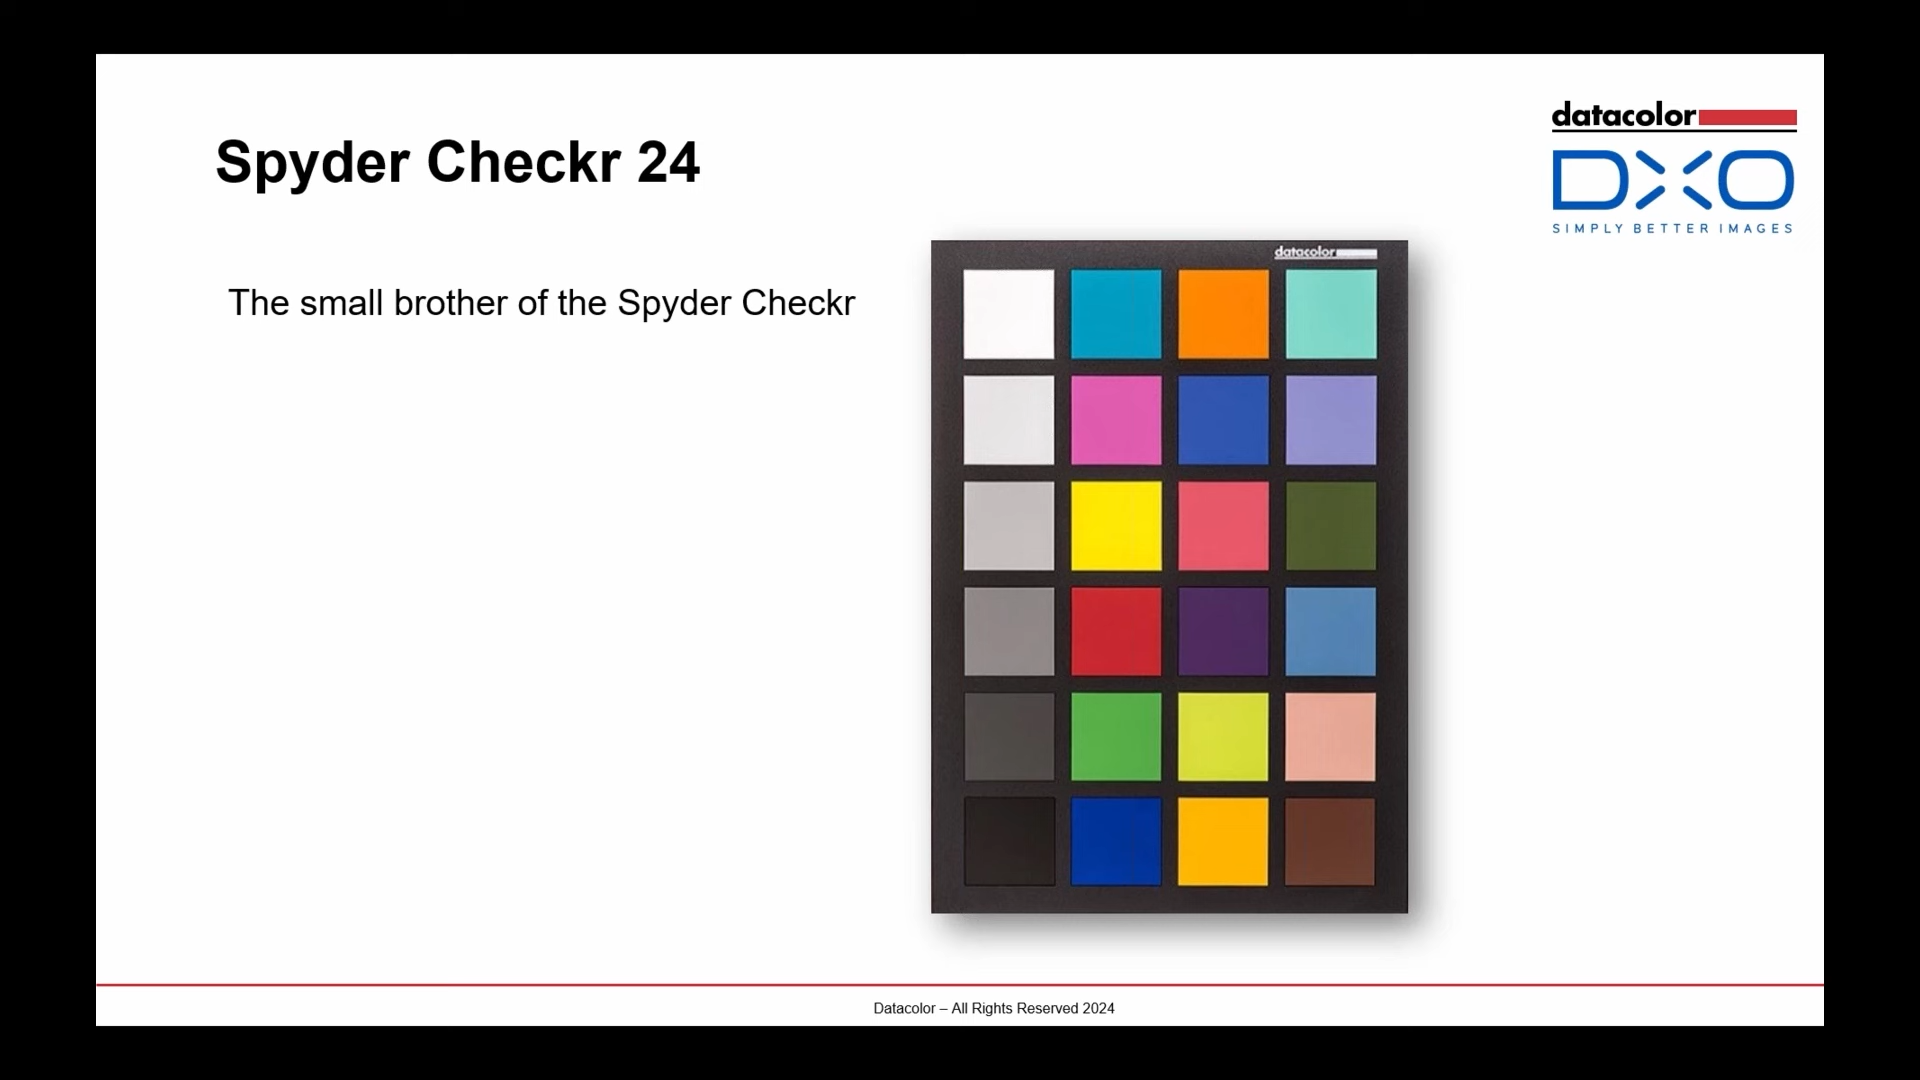 Spyder Checkr 24
datacolor
DXO
SIMPLY BETTER IMAGES
The small brother of the Spyder Checkr
datacolor
Datacolor – All Rights Reserved 2024